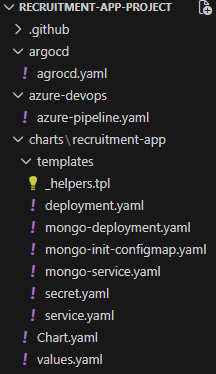 RECRUITMENT-APP-PROJECT
.github
argocd
agrocd.yaml
azure-devops
azure-pipeline.yaml
charts\recruitment-app
templates
_helpers.tpl
deployment.yaml
mongo-deployment.yaml
mongo-init-configmap.yaml
mongo-service.yaml
secret.yaml
service.yaml
Chart.yaml
values.yaml